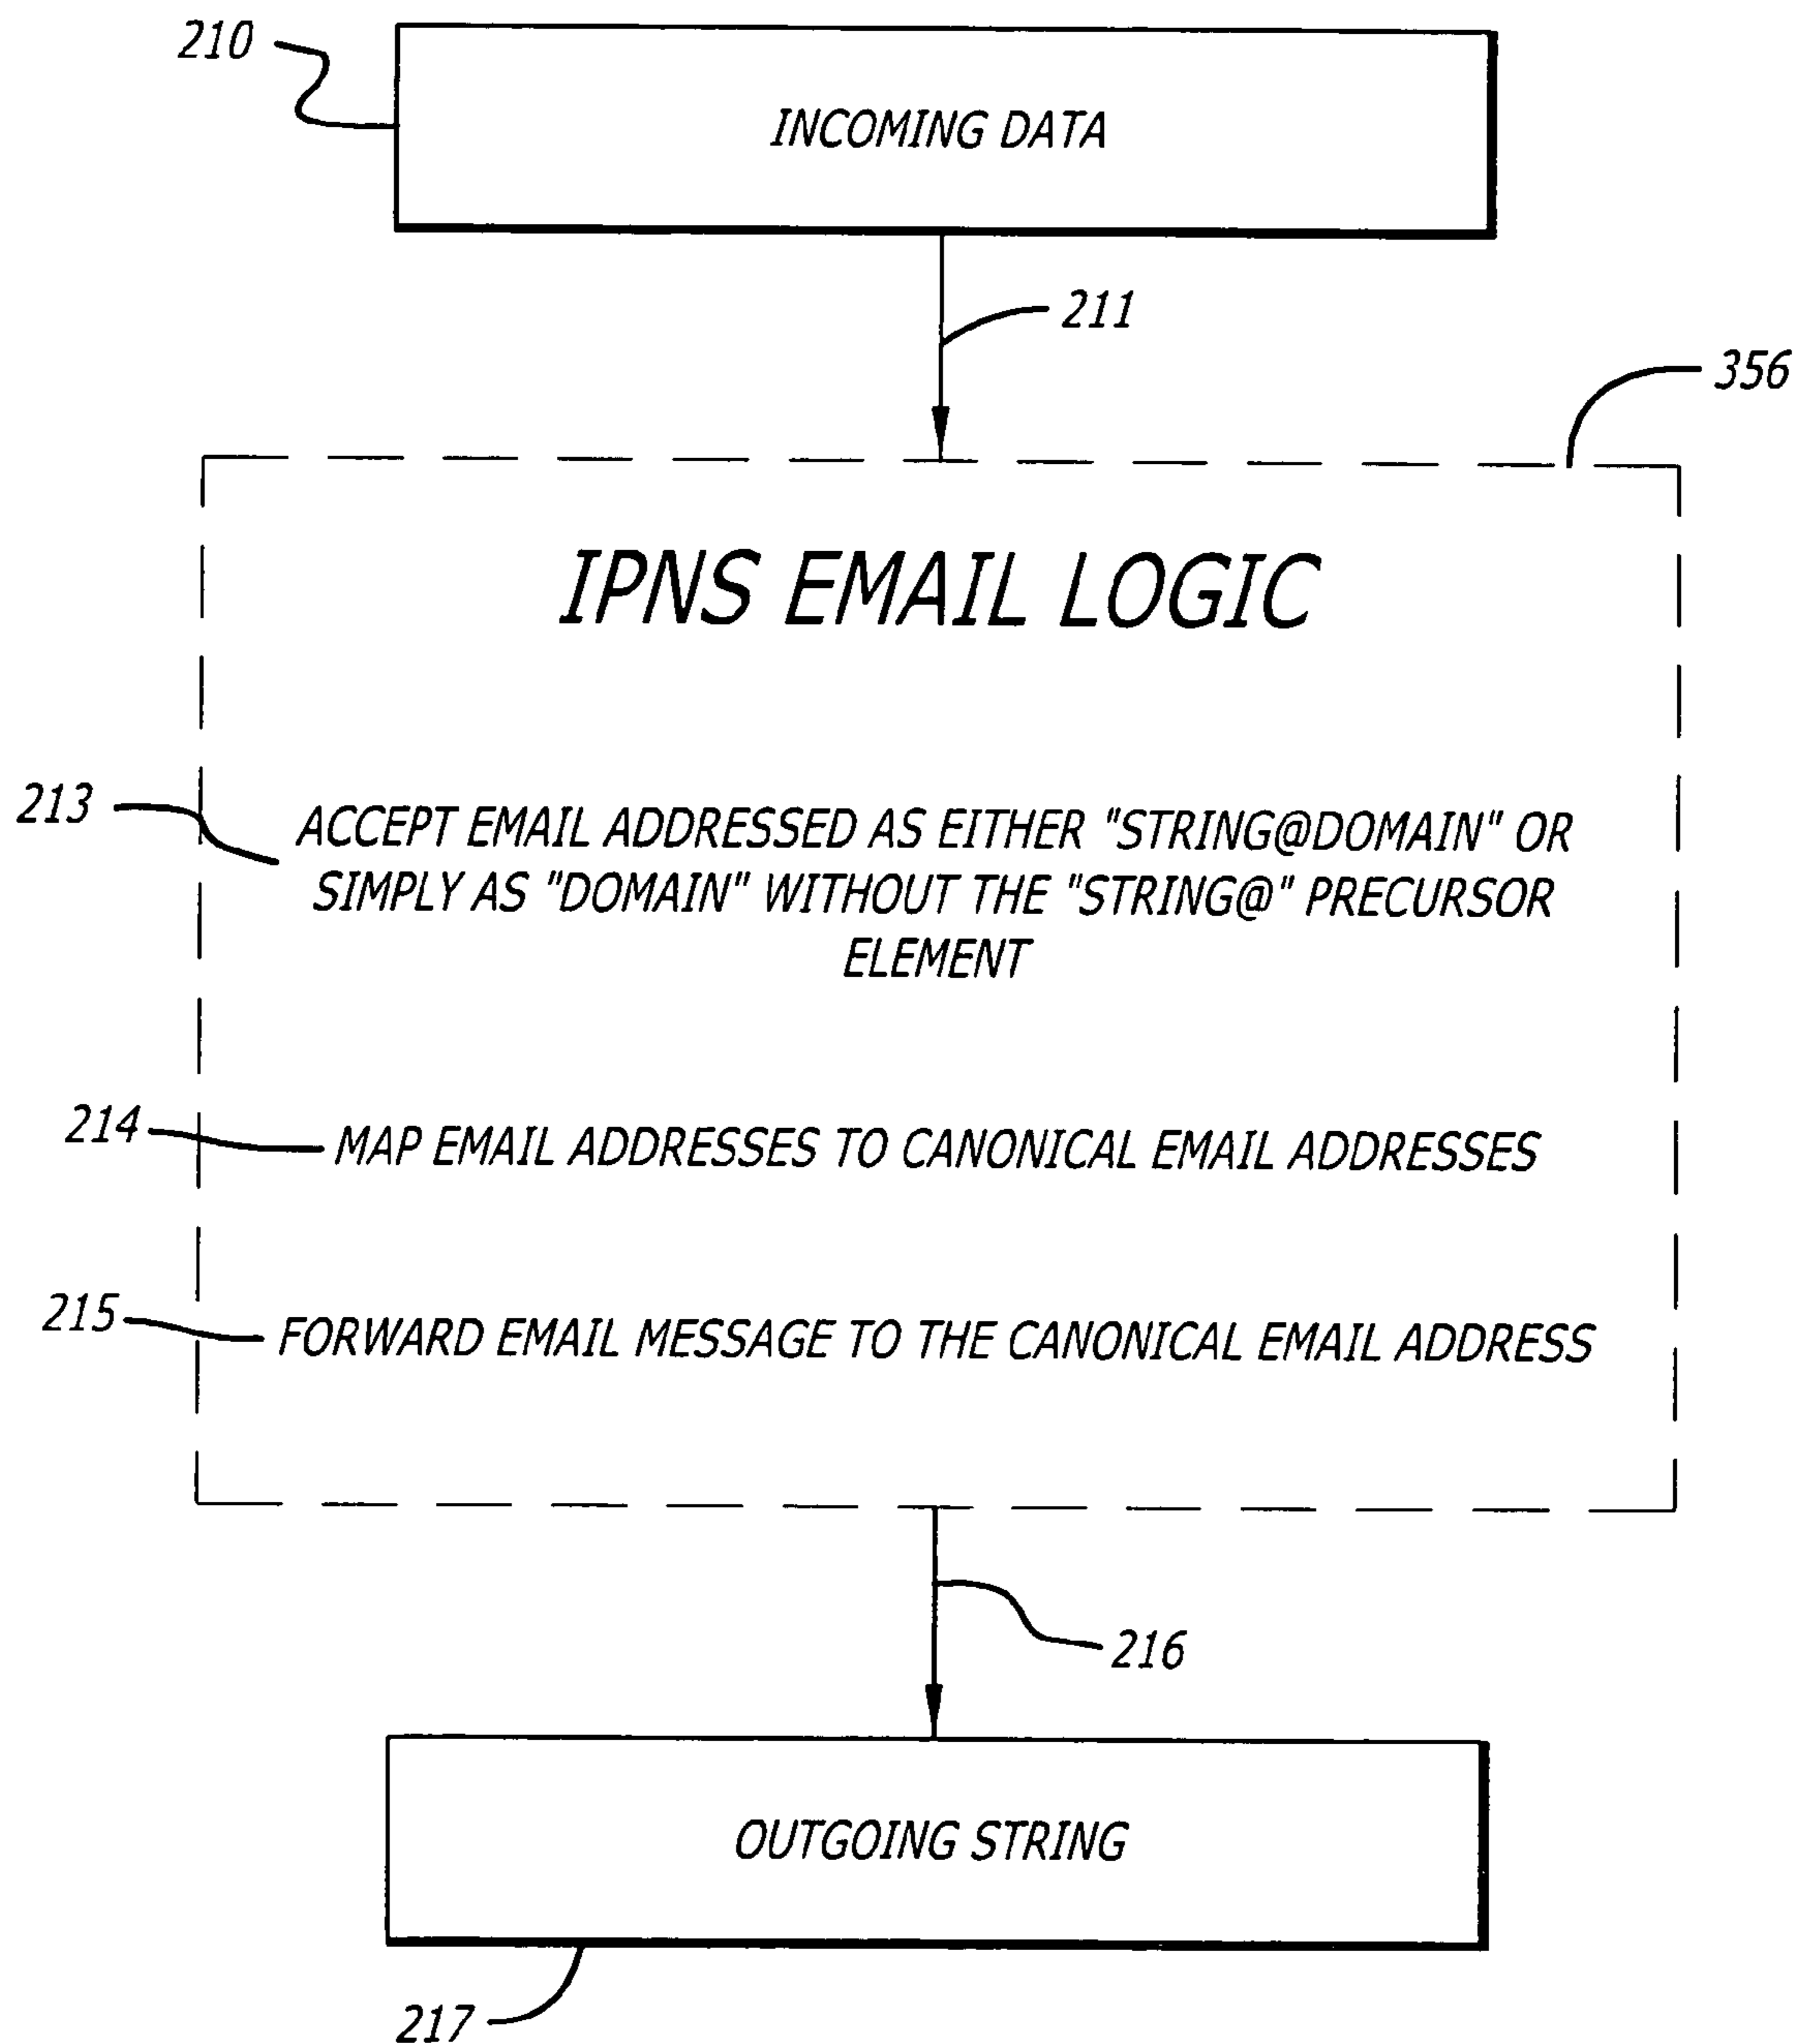 210
INCOMING DATA
211
356
IPNS EMAIL LOGIC
213
ACCEPT EMAIL ADDRESSED AS EITHER "STRING@DOMAIN" OR
SIMPLY AS "DOMAIN" WITHOUT THE "STRING@" PRECURSOR
ELEMENT
214
MAP EMAIL ADDRESSES TO CANONICAL EMAIL ADDRESSES
215
FORWARD EMAIL MESSAGE TO THE CANONICAL EMAIL ADDRESS
216
OUTGOING STRING
217